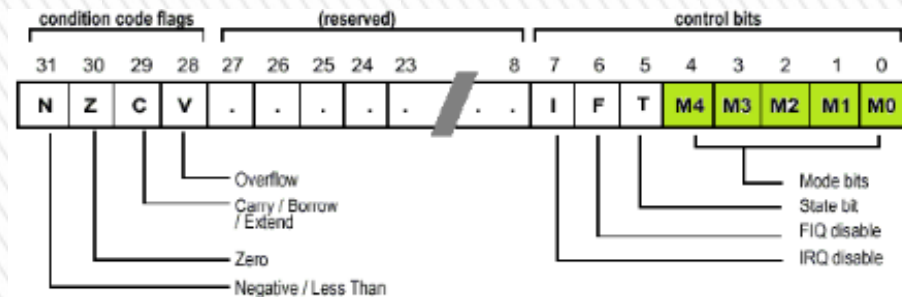 condition code flags (reserved) control bits
31 30 29 28 27 26 25 24 23 8 7 6 5 4 3 2 1 0
N Z C V . . . . . . . I F T M4 M3 M2 M1 M0
Overflow Mode bits
Carry / Borrow State bit
/ Extend FIQ disable
Zero IRQ disable
Negative / Less Than